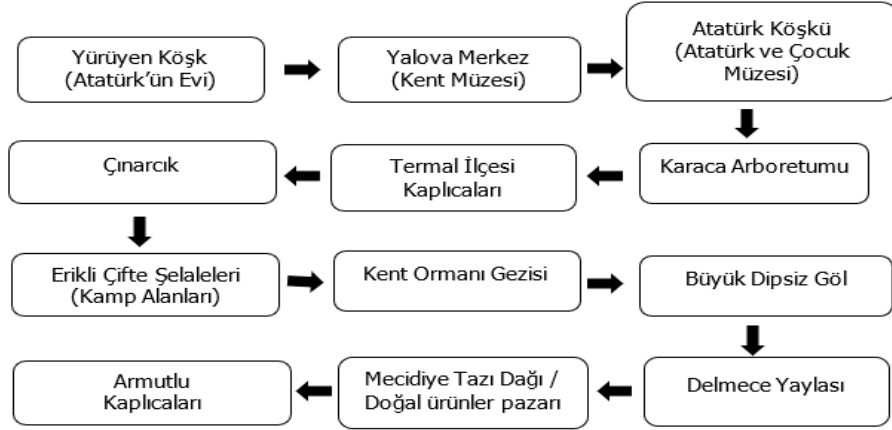 Yürüyen Köşk
(Atatürk'ün Evi)
Yalova Merkez
(Kent Müzesi)
Atatürk Köşkü
(Atatürk ve Çocuk
Müzesi)
Karaca Arboretumu
Termal İlçesi
Kaplıcaları
Çınarcık
Erikli Çifte Şelaleleri
(Kamp Alanları)
Kent Ormanı Gezisi
Büyük Dipsiz Göl
Delmece Yaylası
Mecidiye Tazı Dağı /
Doğal ürünler pazarı
Armutlu
Kaplıcaları